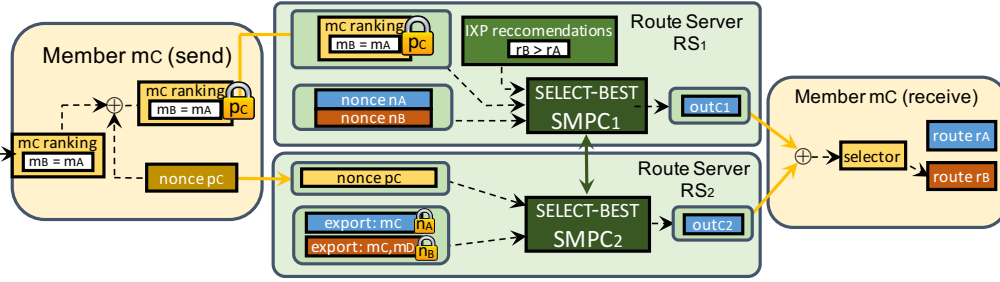 Member mC (send)
mC ranking
mB = mA
pC
mC ranking
mB = mA
nonce pC
mC ranking
mB = mA
pC
IXP reccomendations
rB > rA
Route Server
RS1
nonce nA
nonce nB
SELECT-BEST
SMPC1
outC1
nonce pC
Route Server
RS2
export: mC
nA
export: mC,mD
nB
SELECT-BEST
SMPC2
outC2
Member mC (receive)
selector
route rA
route rB